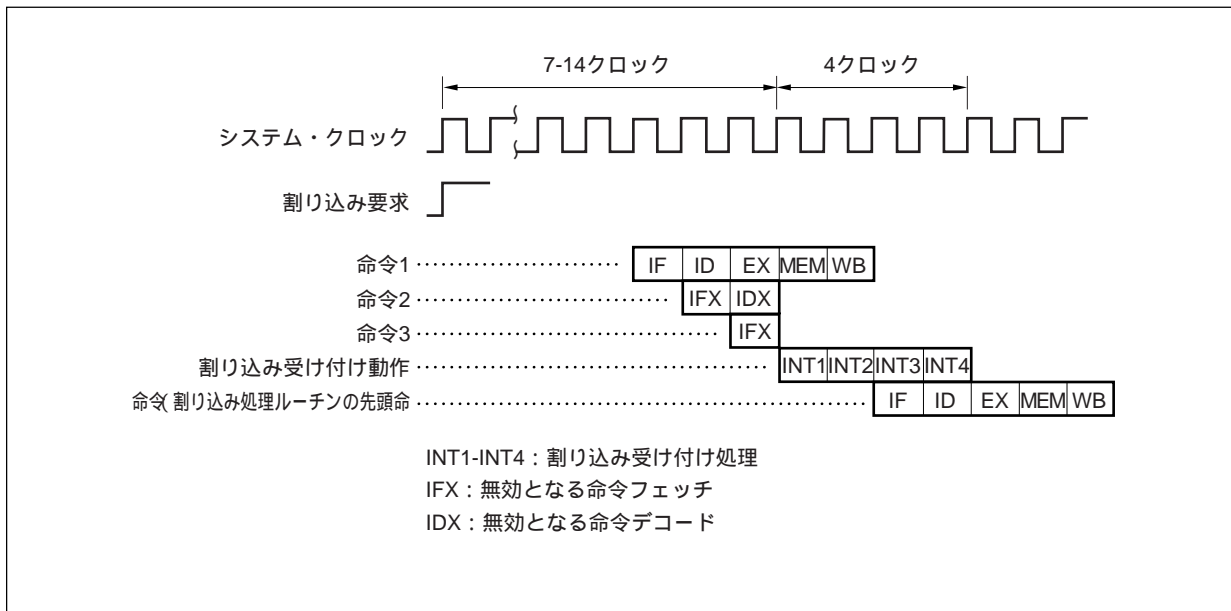 7-14クロック 4クロック
システム・クロック
割り込み要求
命令1 IF ID EX MEM WB
命令2 IFX IDX
命令3 IFX
割り込み受け付け動作 INT1 INT2 INT3 INT4
命令(割り込み処理ルーチンの先頭命 IF ID EX MEM WB
INT1-INT4：割り込み受け付け処理
IFX：無効となる命令フェッチ
IDX：無効となる命令デコード